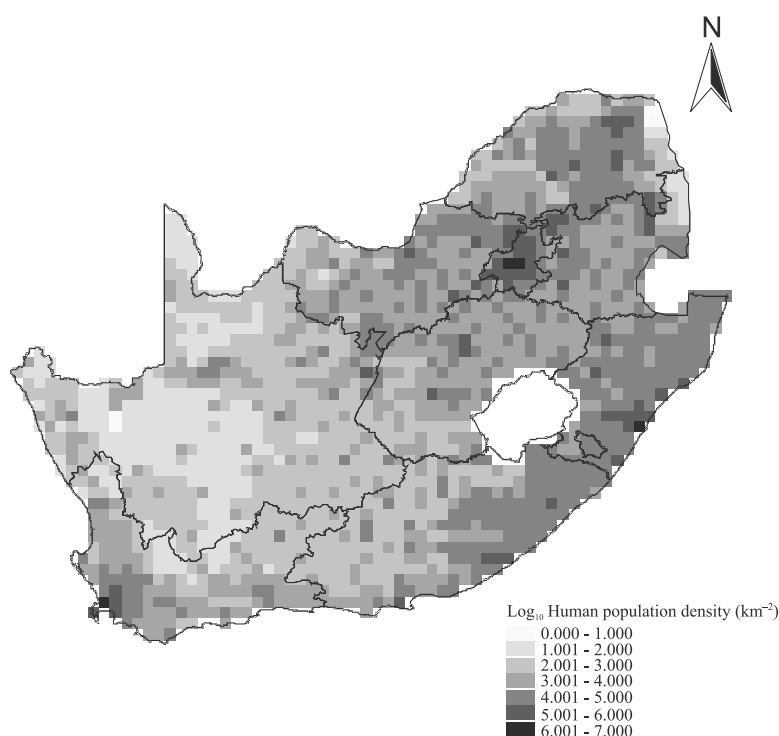 N
Log₁₀ Human population density (km⁻²)
0.000 - 1.000
1.001 - 2.000
2.001 - 3.000
3.001 - 4.000
4.001 - 5.000
5.001 - 6.000
6.001 - 7.000